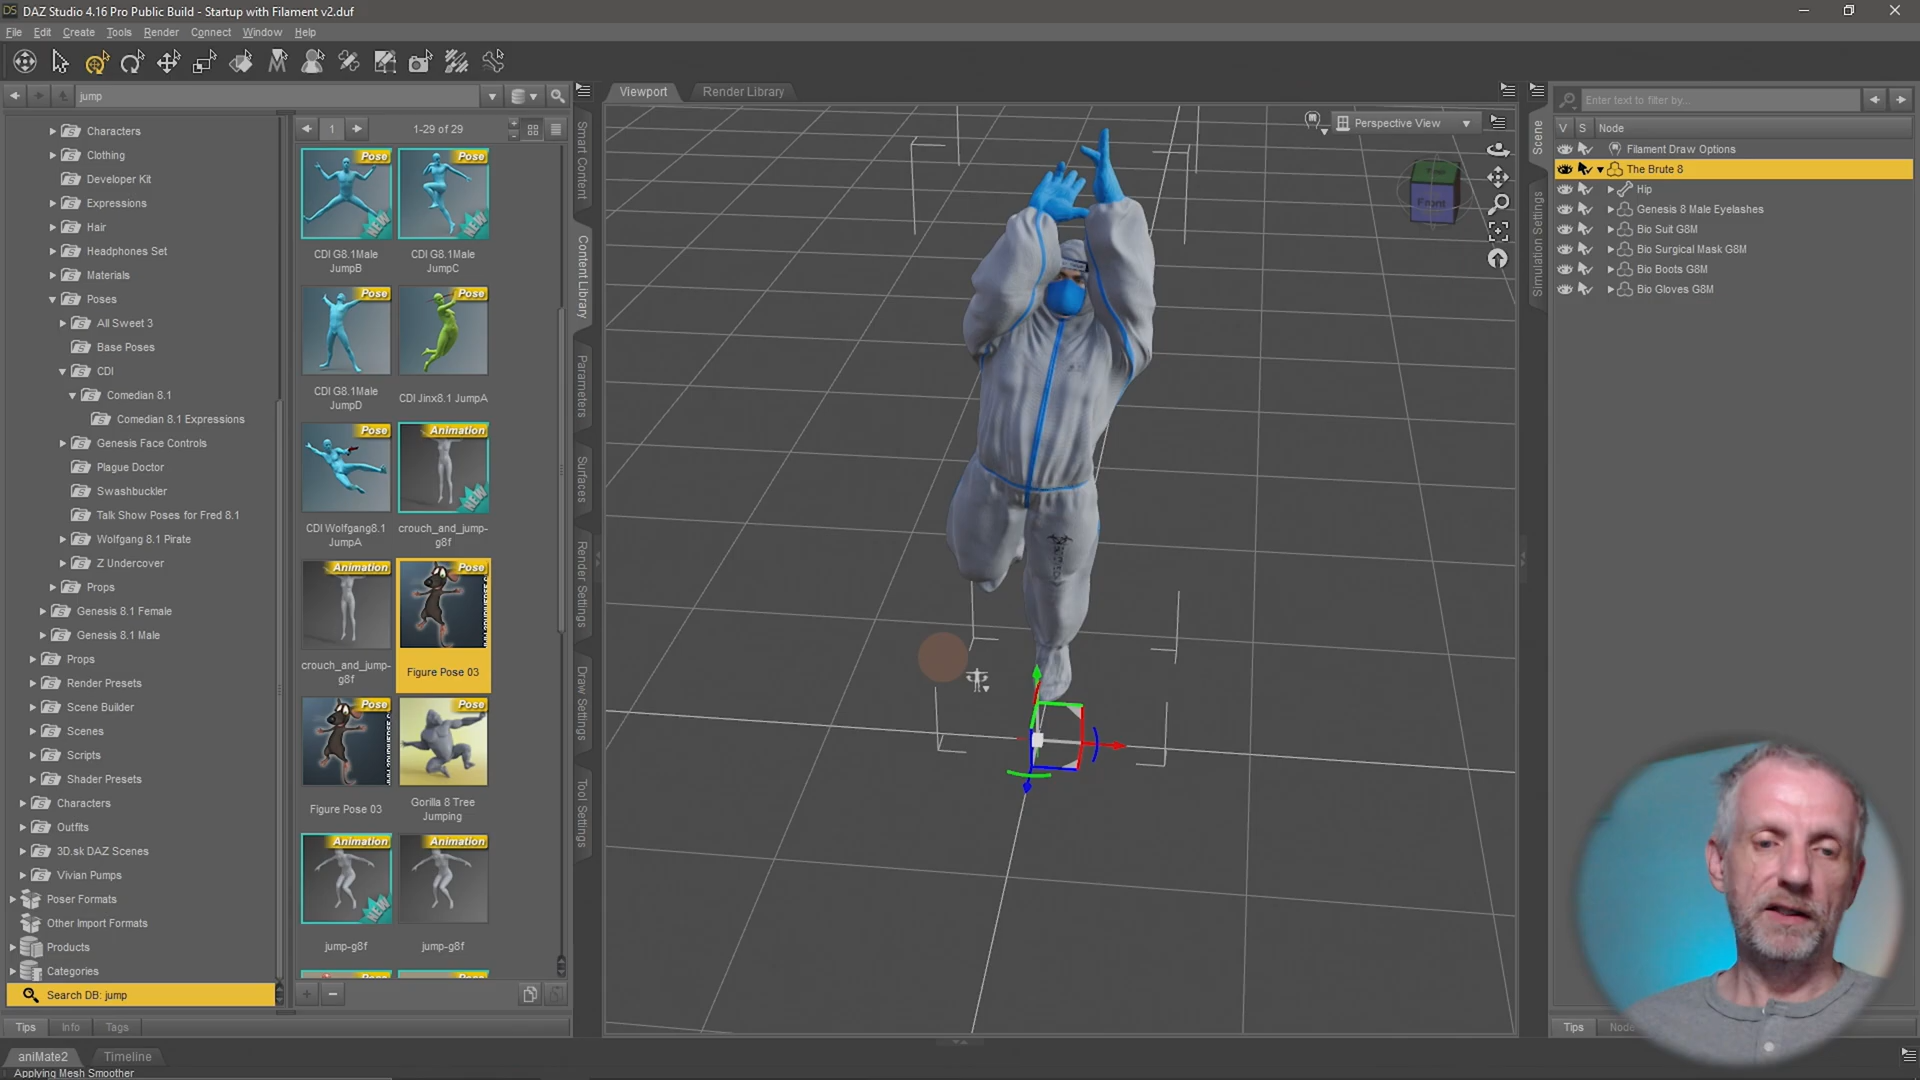 DAZ Studio 4.16 Pro Public Build - Startup with Filament v2.duf
File Edit Create Tools Render Connect Window Help
jump
1
1-29 of 29
Characters
Clothing
Developer Kit
Expressions
Hair
Headphones Set
Materials
Poses
All Sweet 3
Base Poses
CDI
Comedian 8.1
Comedian 8.1 Expressions
Genesis Face Controls
Plague Doctor
Swashbuckler
Talk Show Poses for Fred 8.1
Wolfgang 8.1 Pirate
Z Undercover
Props
Genesis 8.1 Female
Genesis 8.1 Male
Props
Render Presets
Scene Builder
Scenes
Scripts
Shader Presets
Characters
Outfits
3D.sk DAZ Scenes
Vivian Pumps
Poser Formats
Other Import Formats
Products
Categories
Search DB: jump
Tips Info Tags
aniMate2 Timeline
Applying Mesh Smoother
Pose NEW
CDI G8.1Male
JumpB
Pose NEW
CDI G8.1Male
JumpC
Pose
CDI G8.1Male
JumpD
Pose
CDI Jinx8.1 JumpA
Pose
CDI Wolfgang8.1
JumpA
Animation NEW
crouch_and_jump-
g8f
Animation
crouch_and_jump-
g8f
Pose
Figure Pose 03
Pose
Figure Pose 03
Pose
Gorilla 8 Tree
Jumping
Animation NEW
jump-g8f
Animation
jump-g8f
Smart Content
Content Library
Parameters
Surfaces
Render Settings
Draw Settings
Tool Settings
Viewport Render Library
Perspective View
Front
Scene
Simulation Settings
Enter text to filter by...
V S Node
Filament Draw Options
The Brute 8
Hip
Genesis 8 Male Eyelashes
Bio Suit G8M
Bio Surgical Mask G8M
Bio Boots G8M
Bio Gloves G8M
Tips Node